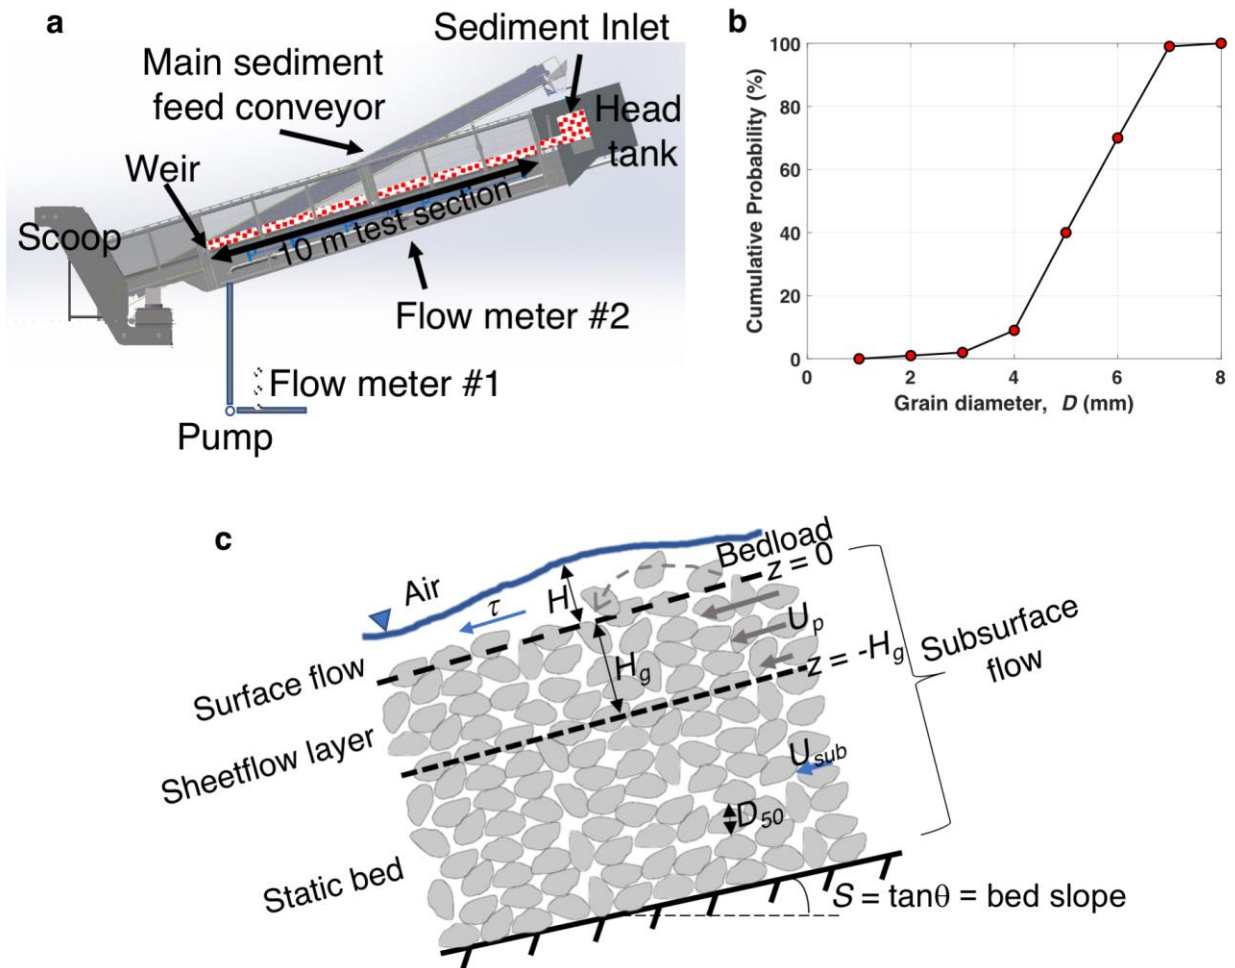 a
Sediment Inlet
Main sediment
feed conveyor
Head
tank
Weir
Scoop
10 m test section
Flow meter #2
Flow meter #1
Pump
b
Cumulative Probability (%)
100
80
60
40
20
0
0 2 4 6 8
Grain diameter, D (mm)
c
Air
τ
H
Bedload
z = 0
U_p
H_g
z = -H_g
Subsurface
flow
Surface flow
Sheetflow layer
U_sub
D_50
Static bed
S = tanθ = bed slope